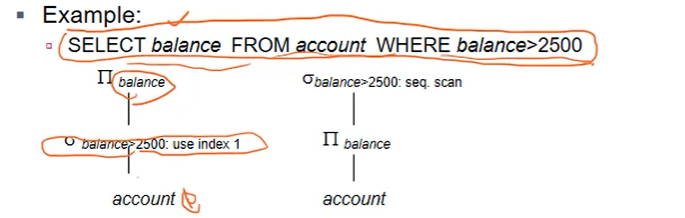 Example:
SELECT balance FROM account WHERE balance>2500
Π balance
σ balance>2500: seq. scan
σ balance>2500: use index 1
Π balance
account
account